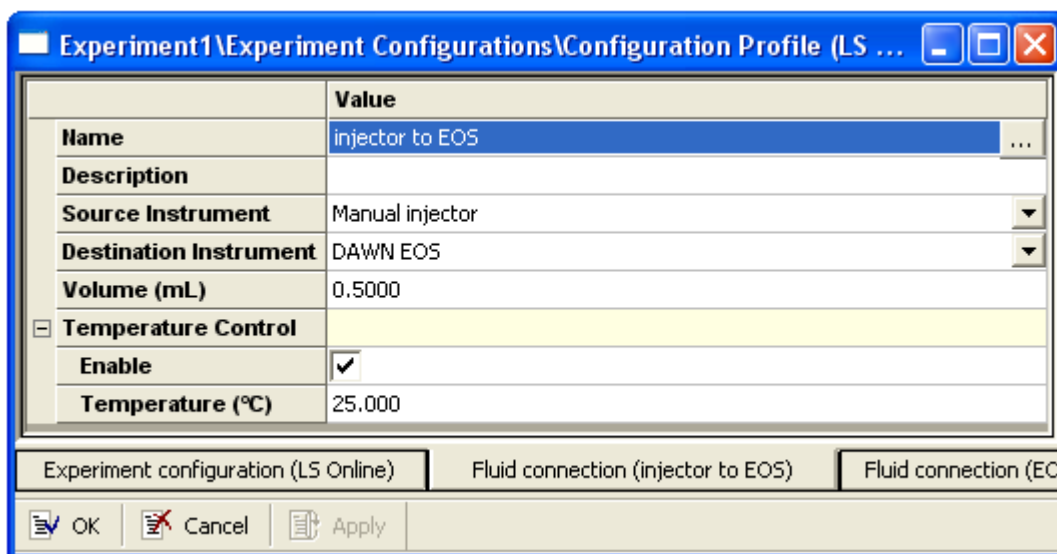 Experiment1\Experiment Configurations\Configuration Profile (LS ...
Value
Name injector to EOS ...
Description
Source Instrument Manual injector
Destination Instrument DAWN EOS
Volume (mL) 0.5000
Temperature Control
Enable
Temperature (ºC) 25.000
Experiment configuration (LS Online) Fluid connection (injector to EOS) Fluid connection (EO
OK Cancel Apply